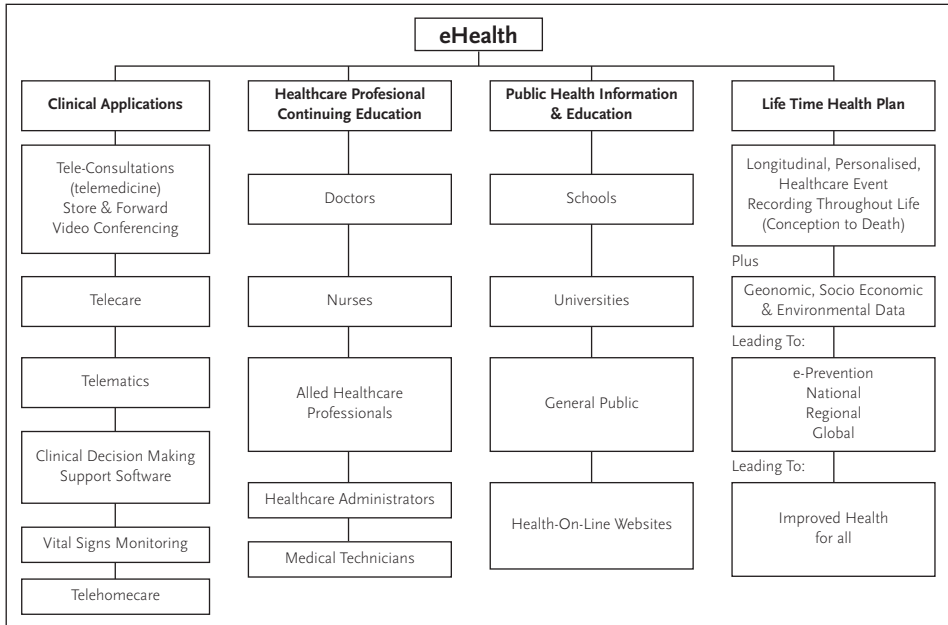 eHealth
Clinical Applications
Tele-Consultations
(telemedicine)
Store & Forward
Video Conferencing
Telecare
Telematics
Clinical Decision Making
Support Software
Vital Signs Monitoring
Telehomecare
Healthcare Profesional
Continuing Education
Doctors
Nurses
Alled Healthcare
Professionals
Healthcare Administrators
Medical Technicians
Public Health Information
& Education
Schools
Universities
General Public
Health-On-Line Websites
Life Time Health Plan
Longitudinal, Personalised,
Healthcare Event
Recording Throughout Life
(Conception to Death)
Plus
Geonomic, Socio Economic
& Environmental Data
Leading To:
e-Prevention
National
Regional
Global
Leading To:
Improved Health
for all